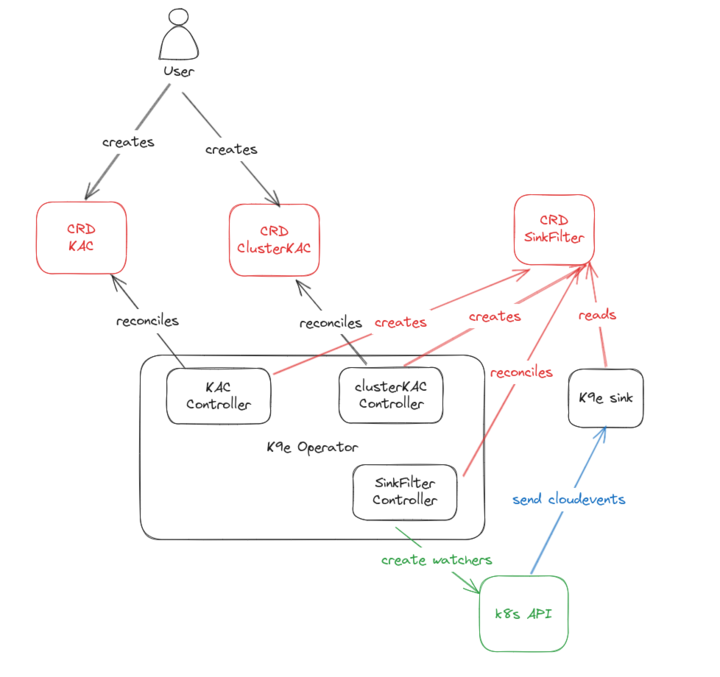 User
creates
creates
CRD
KAC
CRD
ClusterKAC
CRD
SinkFilter
reconciles
reconciles
creates
creates
reads
reconciles
KAC
Controller
clusterKAC
Controller
K9e sink
K9e Operator
SinkFilter
Controller
send cloudevents
create watchers
k8s API